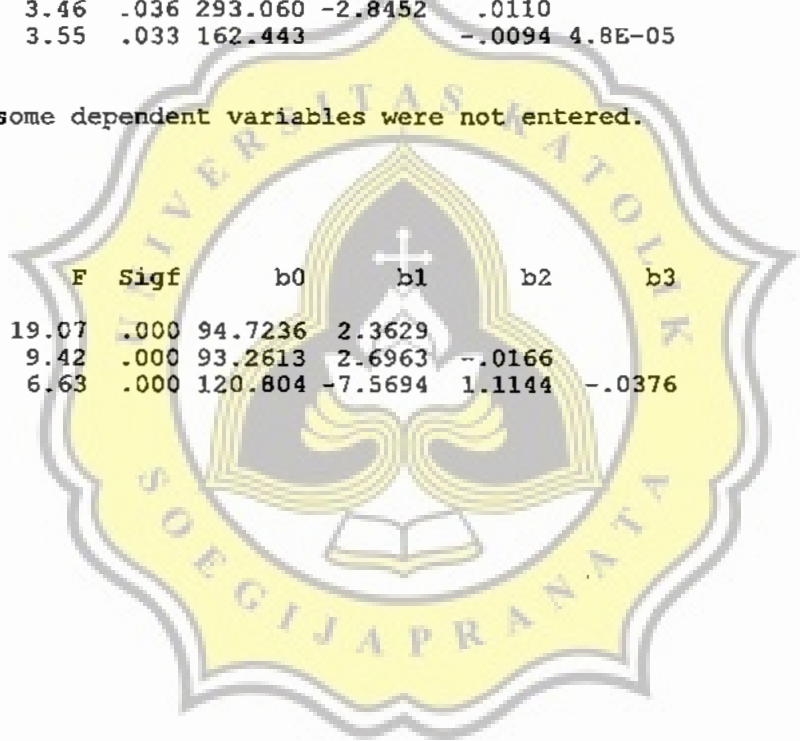 3.46 .036 293.060 -2.8452 .0110
3.55 .033 162.443 -.0094 4.8E-05
some dependent variables were not entered.
F Sigf b0 b1 b2 b3
19.07 .000 94.7236 2.3629
9.42 .000 93.2613 2.6963 -.0166
6.63 .000 120.804 -7.5694 1.1144 -.0376
UNIVERSITAS KATOLIK
SOEGIJAPRANATA